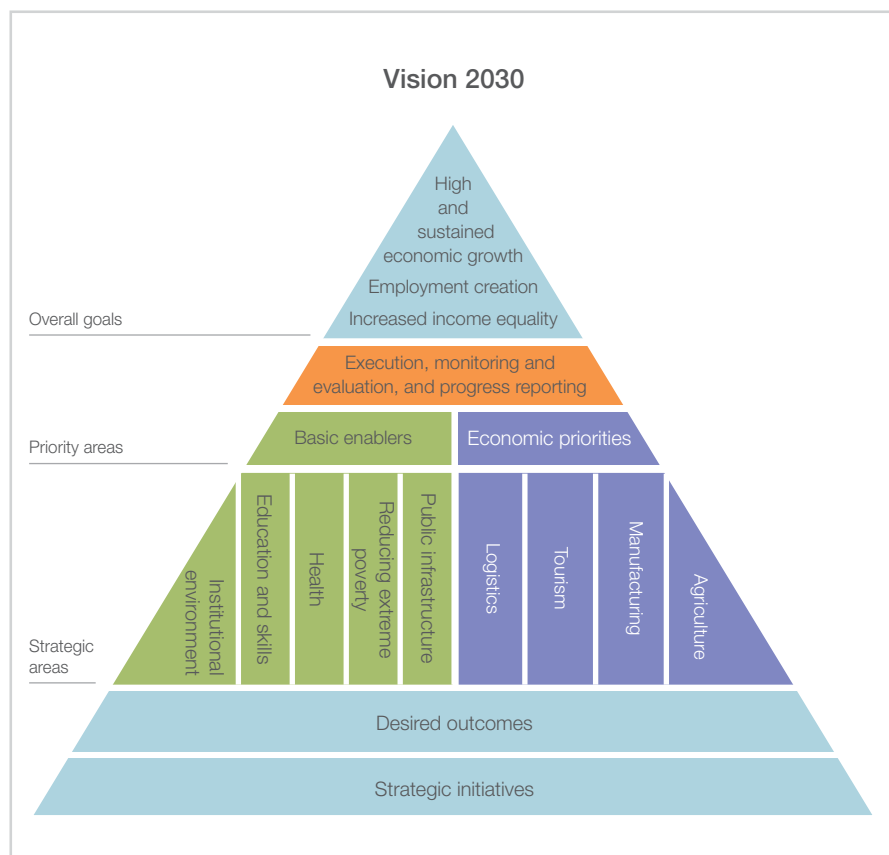 Vision 2030
High
and
sustained
economic growth
Employment creation
Overall goals
Increased income equality
Execution, monitoring and
evaluation, and progress reporting
Priority areas
Basic enablers
Economic priorities
Strategic
areas
Institutional
environment
Education and skills
Health
Reducing extreme
poverty
Public infrastructure
Logistics
Tourism
Manufacturing
Agriculture
Desired outcomes
Strategic initiatives